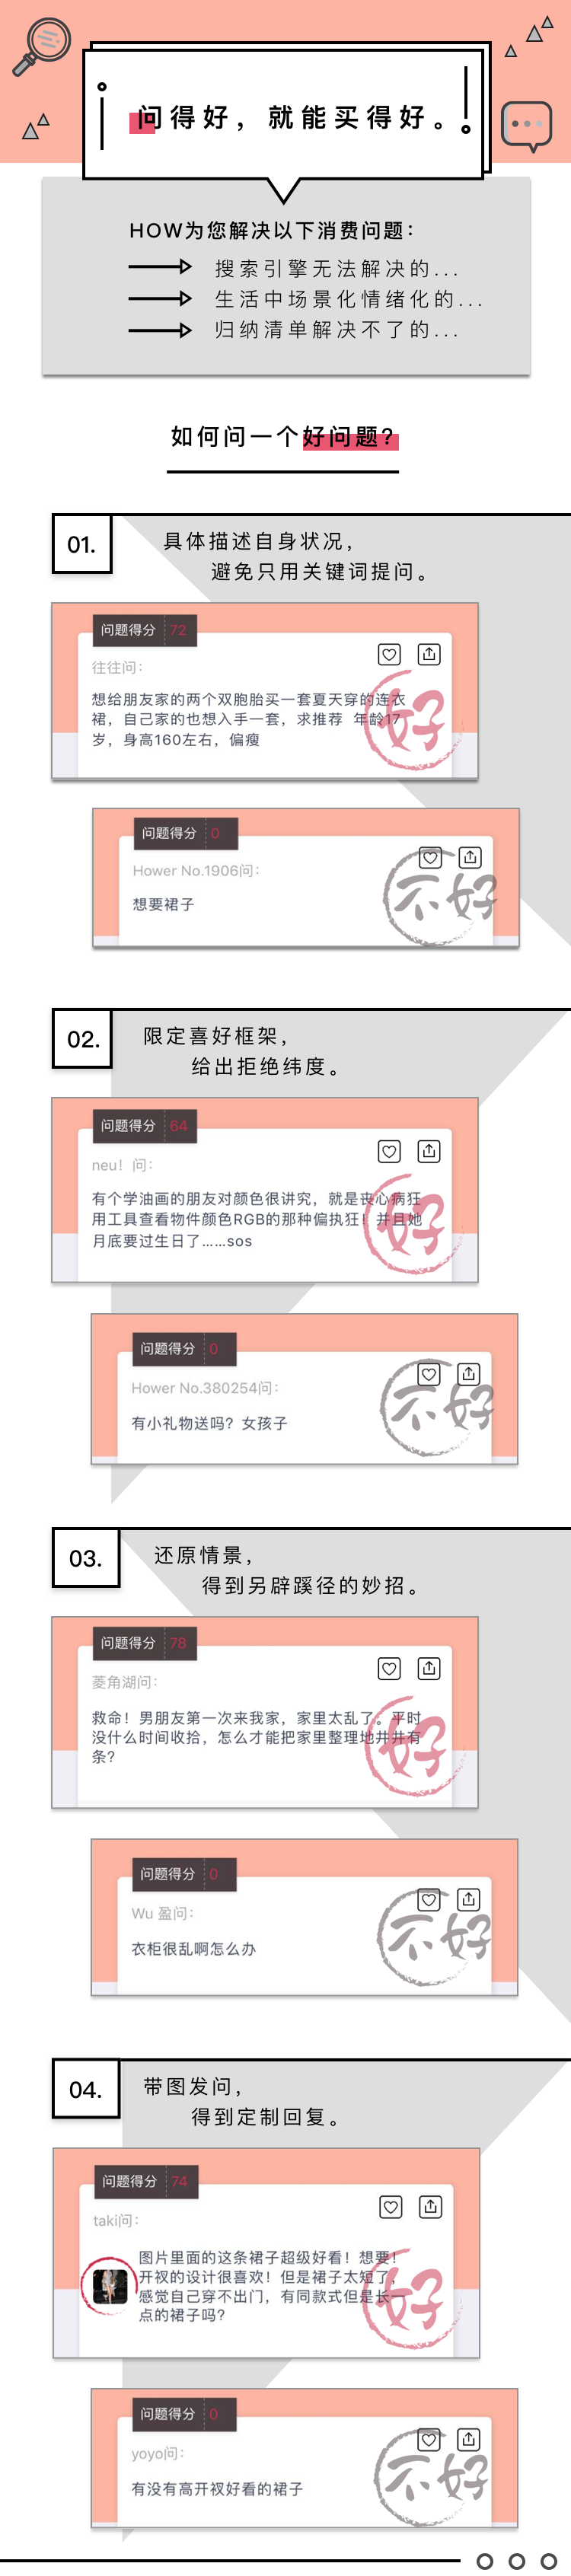 问得好，就能买得好。
HOW为您解决以下消费问题：
搜索引擎无法解决的...
生活中场景化情绪化的...
归纳清单解决不了的...
如何问一个好问题?
01.
具体描述自身状况，
避免只用关键词提问。
问题得分 72
往往问：
想给朋友家的两个双胞胎买一套夏天穿的连衣
裙，自己家的也想入手一套，求推荐 年龄17
岁，身高160左右，偏瘦
好
问题得分 0
Hower No.1906问：
想要裙子
不好
02.
限定喜好框架，
给出拒绝纬度。
问题得分 64
neu！问：
有个学油画的朋友对颜色很讲究，就是丧心病狂
用工具查看物件颜色RGB的那种偏执狂！并且她
月底要过生日了……sos
好
问题得分 0
Hower No.380254问：
有小礼物送吗？女孩子
不好
03.
还原情景，
得到另辟蹊径的妙招。
问题得分 78
菱角湖问：
救命！男朋友第一次来我家，家里太乱了。平时
没什么时间收拾，怎么才能把家里整理地井井有
条？
好
问题得分 0
Wu 盈问：
衣柜很乱啊怎么办
不好
04.
带图发问，
得到定制回复。
问题得分 74
taki问：
图片里面的这条裙子超级好看！想要！
开衩的设计很喜欢！但是裙子太短了，
感觉自己穿不出门，有同款式但是长一
点的裙子吗？
好
问题得分 0
yoyo问：
有没有高开衩好看的裙子
不好